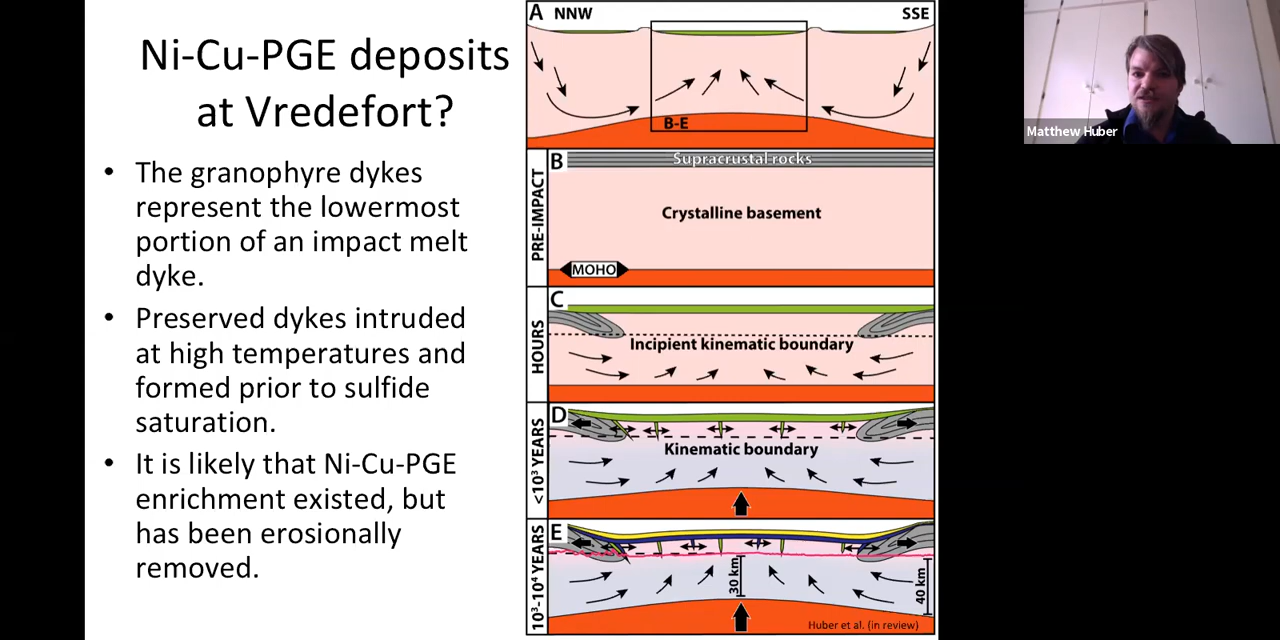 Ni-Cu-PGE deposits
at Vredefort?
• The granophyre dykes
represent the lowermost
portion of an impact melt
dyke.
• Preserved dykes intruded
at high temperatures and
formed prior to sulfide
saturation.
• It is likely that Ni-Cu-PGE
enrichment existed, but
has been erosionally
removed.
A NNW SSE
B-E
PRE-IMPACT
B
Supracrustal rocks
Crystalline basement
MOHO
HOURS
C
Incipient kinematic boundary
<10³ YEARS
D
Kinematic boundary
10³-10⁴ YEARS
E
30 km
40 km
Huber et al. (in review)
Matthew Huber